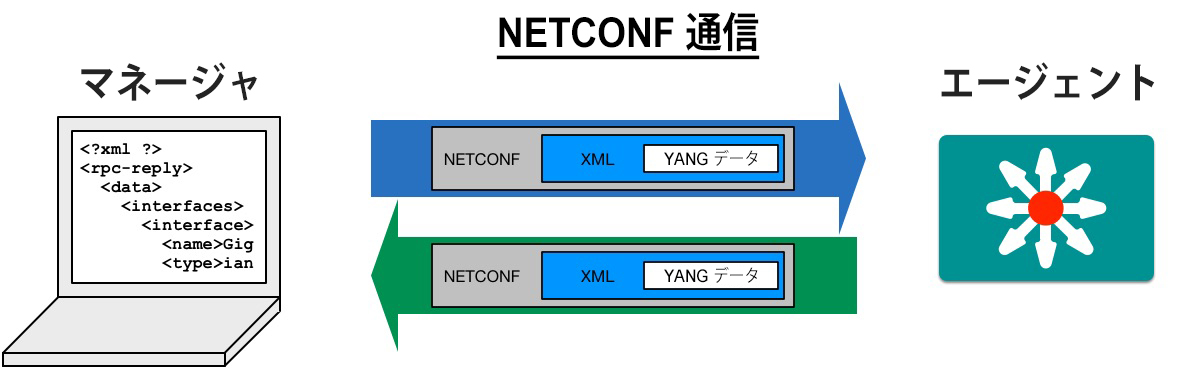 NETCONF 通信
マネージャ
エージェント
<?xml ?>
<rpc-reply>
<data>
<interfaces>
<interface>
<name>Gig
<type>ian
NETCONF XML YANG データ
NETCONF XML YANG データ